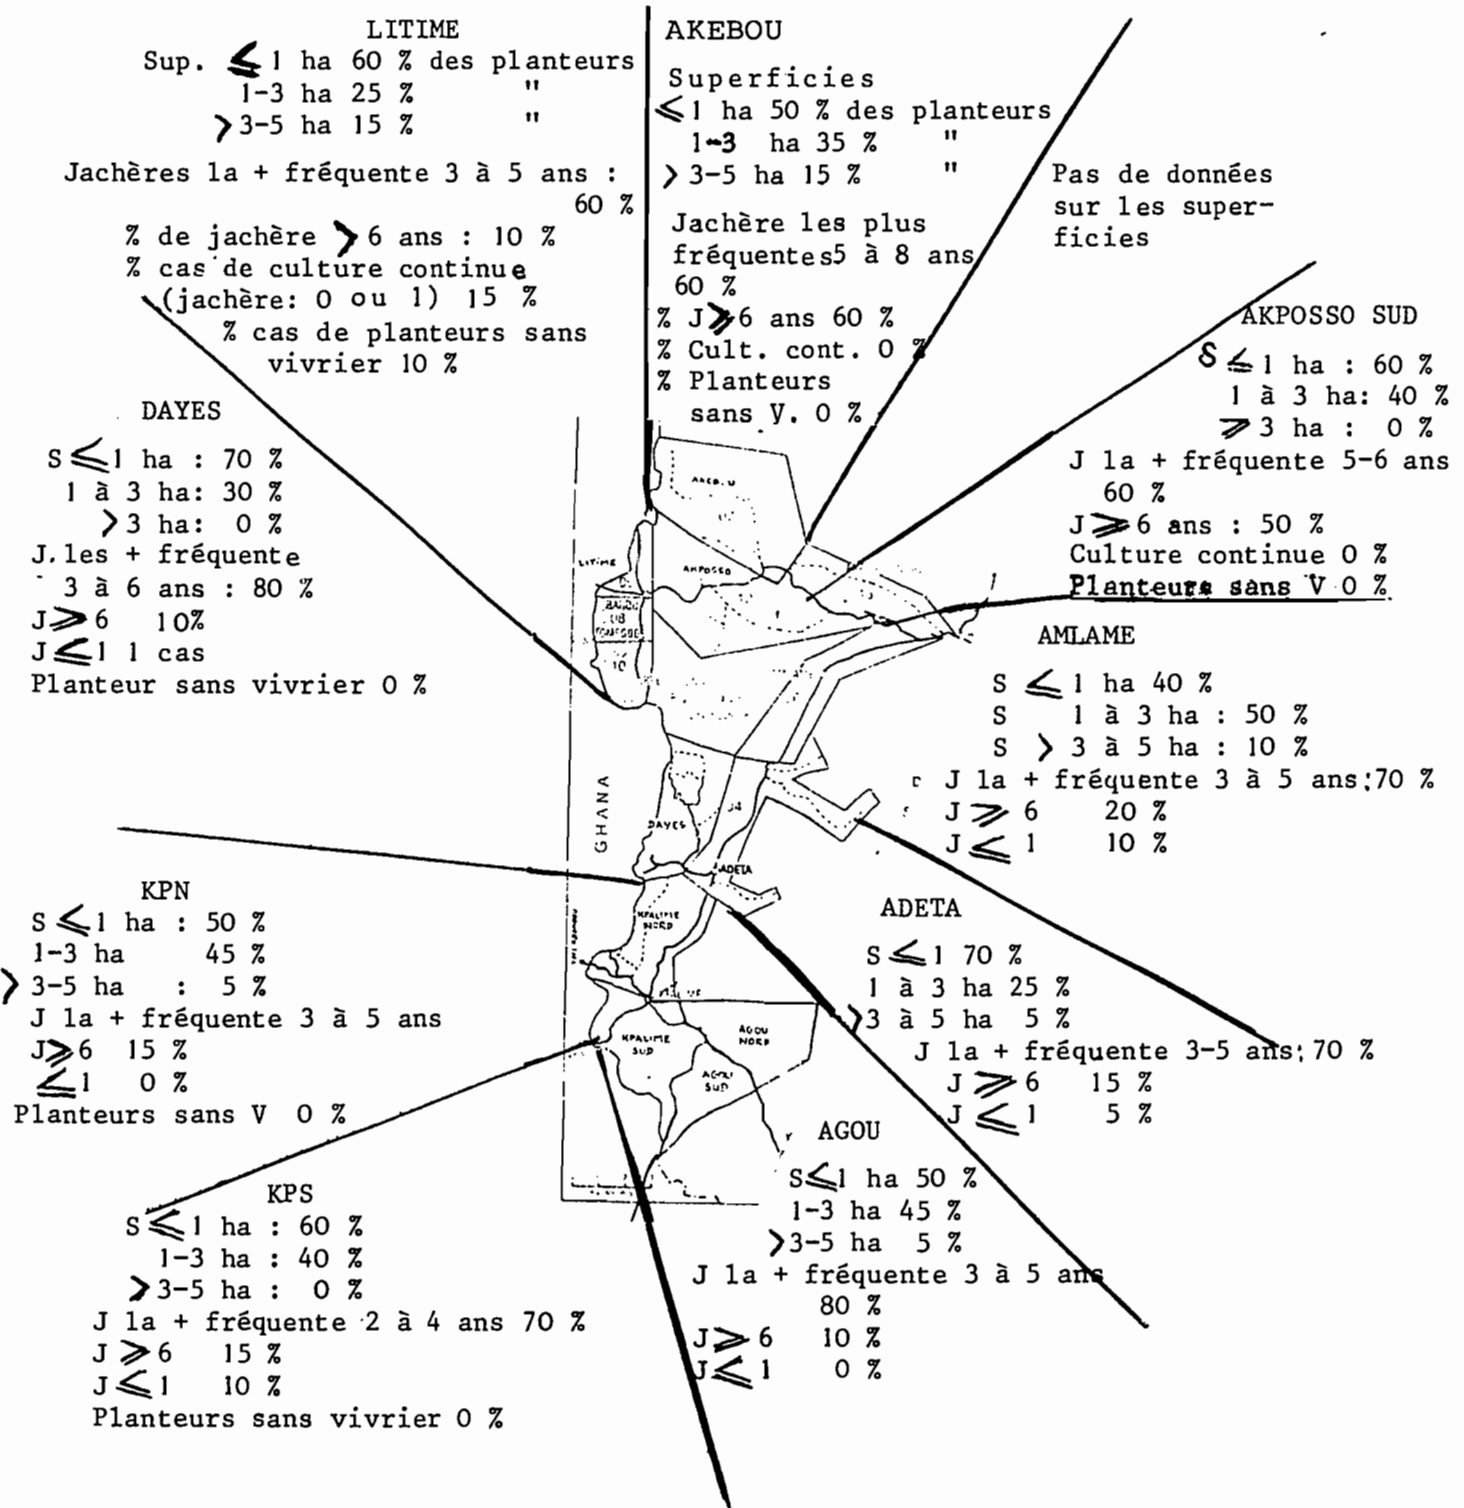 LITIME
Sup. ⩽ 1 ha 60 % des planteurs
1-3 ha 25 % "
> 3-5 ha 15 % "
Jachères la + fréquente 3 à 5 ans :
60 %
% de jachère > 6 ans : 10 %
% cas de culture continue
(jachère: 0 ou 1) 15 %
% cas de planteurs sans
vivrier 10 %
AKEBOU
Superficies
⩽ 1 ha 50 % des planteurs
1-3 ha 35 % "
> 3-5 ha 15 % "
Jachère les plus
fréquentes5 à 8 ans
60 %
% J ⩾ 6 ans 60 %
% Cult. cont. 0 %
% Planteurs
sans V. 0 %
Pas de données
sur les super-
ficies
AKPOSSO SUD
S ⩽ 1 ha : 60 %
1 à 3 ha: 40 %
⩾ 3 ha : 0 %
J la + fréquente 5-6 ans
60 %
J ⩾ 6 ans : 50 %
Culture continue 0 %
Planteurs sans V 0 %.
DAYES
S ⩽ 1 ha : 70 %
1 à 3 ha: 30 %
> 3 ha: 0 %
J.les + fréquente
3 à 6 ans : 80 %
J ⩾ 6 10%
J ⩽ 1 1 cas
Planteur sans vivrier 0 %
AMLAME
S ⩽ 1 ha 40 %
S 1 à 3 ha : 50 %
S > 3 à 5 ha : 10 %
J la + fréquente 3 à 5 ans;70 %
J ⩾ 6 20 %
J ⩽ 1 10 %
LITIME
AKPOSSO
GHANA
DAYES
ADETA
KPALIME
NORD
KPALIME
SUD
AGOU
NORD
AGOU
SUD
KPN
S ⩽ 1 ha : 50 %
1-3 ha 45 %
> 3-5 ha : 5 %
J la + fréquente 3 à 5 ans
J ⩾ 6 15 %
⩽ 1 0 %
Planteurs sans V 0 %
ADETA
S ⩽ 1 70 %
1 à 3 ha 25 %
> 3 à 5 ha 5 %
J la + fréquente 3-5 ans; 70 %
J ⩾ 6 15 %
J ⩽ 1 5 %
KPS
S ⩽ 1 ha : 60 %
1-3 ha : 40 %
> 3-5 ha : 0 %
J la + fréquente 2 à 4 ans 70 %
J ⩾ 6 15 %
J ⩽ 1 10 %
Planteurs sans vivrier 0 %
AGOU
S ⩽ 1 ha 50 %
1-3 ha 45 %
> 3-5 ha 5 %
J la + fréquente 3 à 5 ans
80 %
J ⩾ 6 10 %
J ⩽ 1 0 %